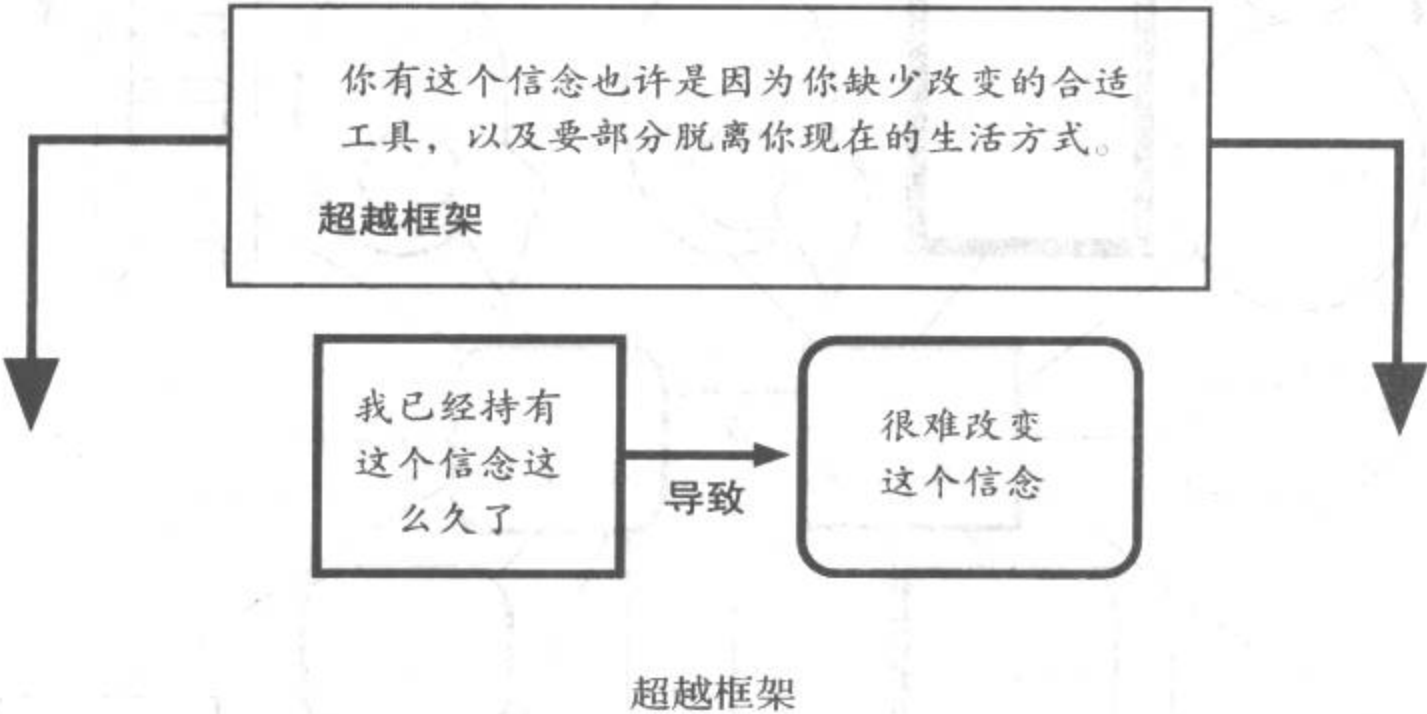 你有这个信念也许是因为你缺少改变的合适
工具，以及要部分脱离你现在的生活方式。
超越框架
我已经持有
这个信念这
么久了
导致
很难改变
这个信念
超越框架